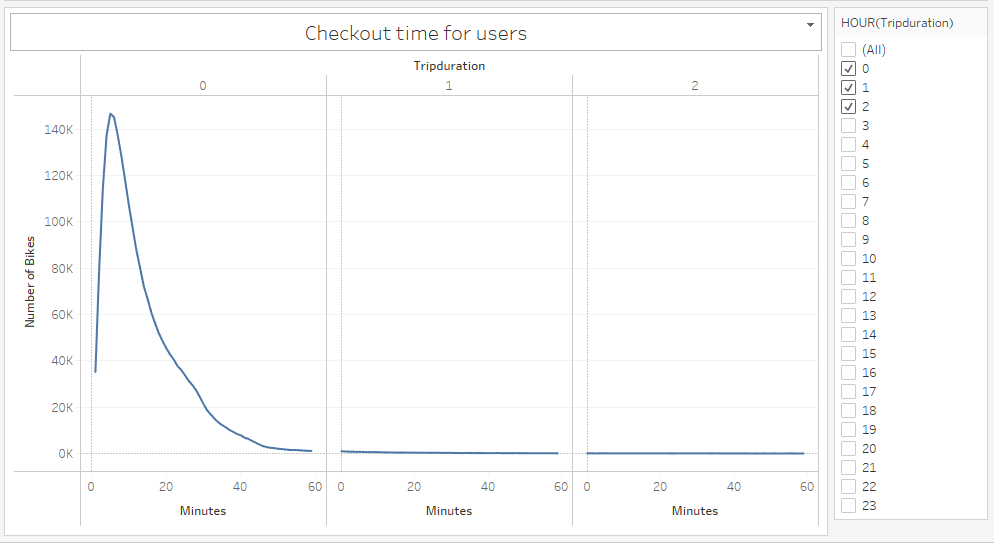 Checkout time for users
Tripduration
0 1 2
Number of Bikes
140K
120K
100K
80K
60K
40K
20K
0K
0 20 40 60 0 20 40 60 0 20 40 60
Minutes Minutes Minutes
HOUR(Tripduration)
(All)
0
1
2
3
4
5
6
7
8
9
10
11
12
13
14
15
16
17
18
19
20
21
22
23